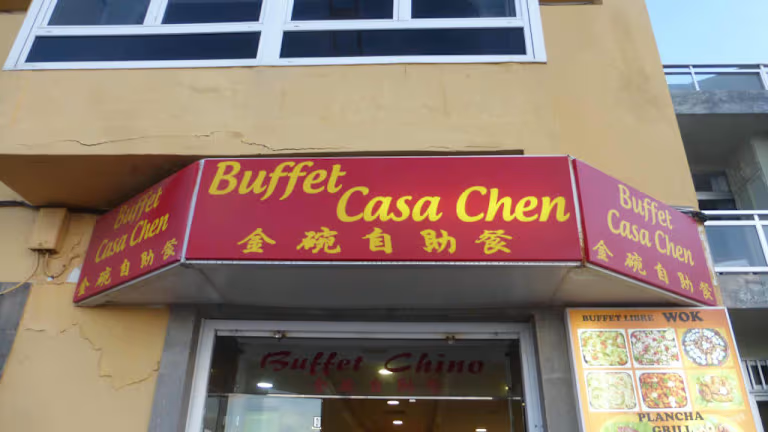 Buffet
Casa Chen
金碗自助餐
Buffet
Casa Chen
金碗自助餐
Buffet
Casa Chen
金碗自助餐
Buffet Chino
BUFFET LIBRE WOK
PLANCHA
GRILL